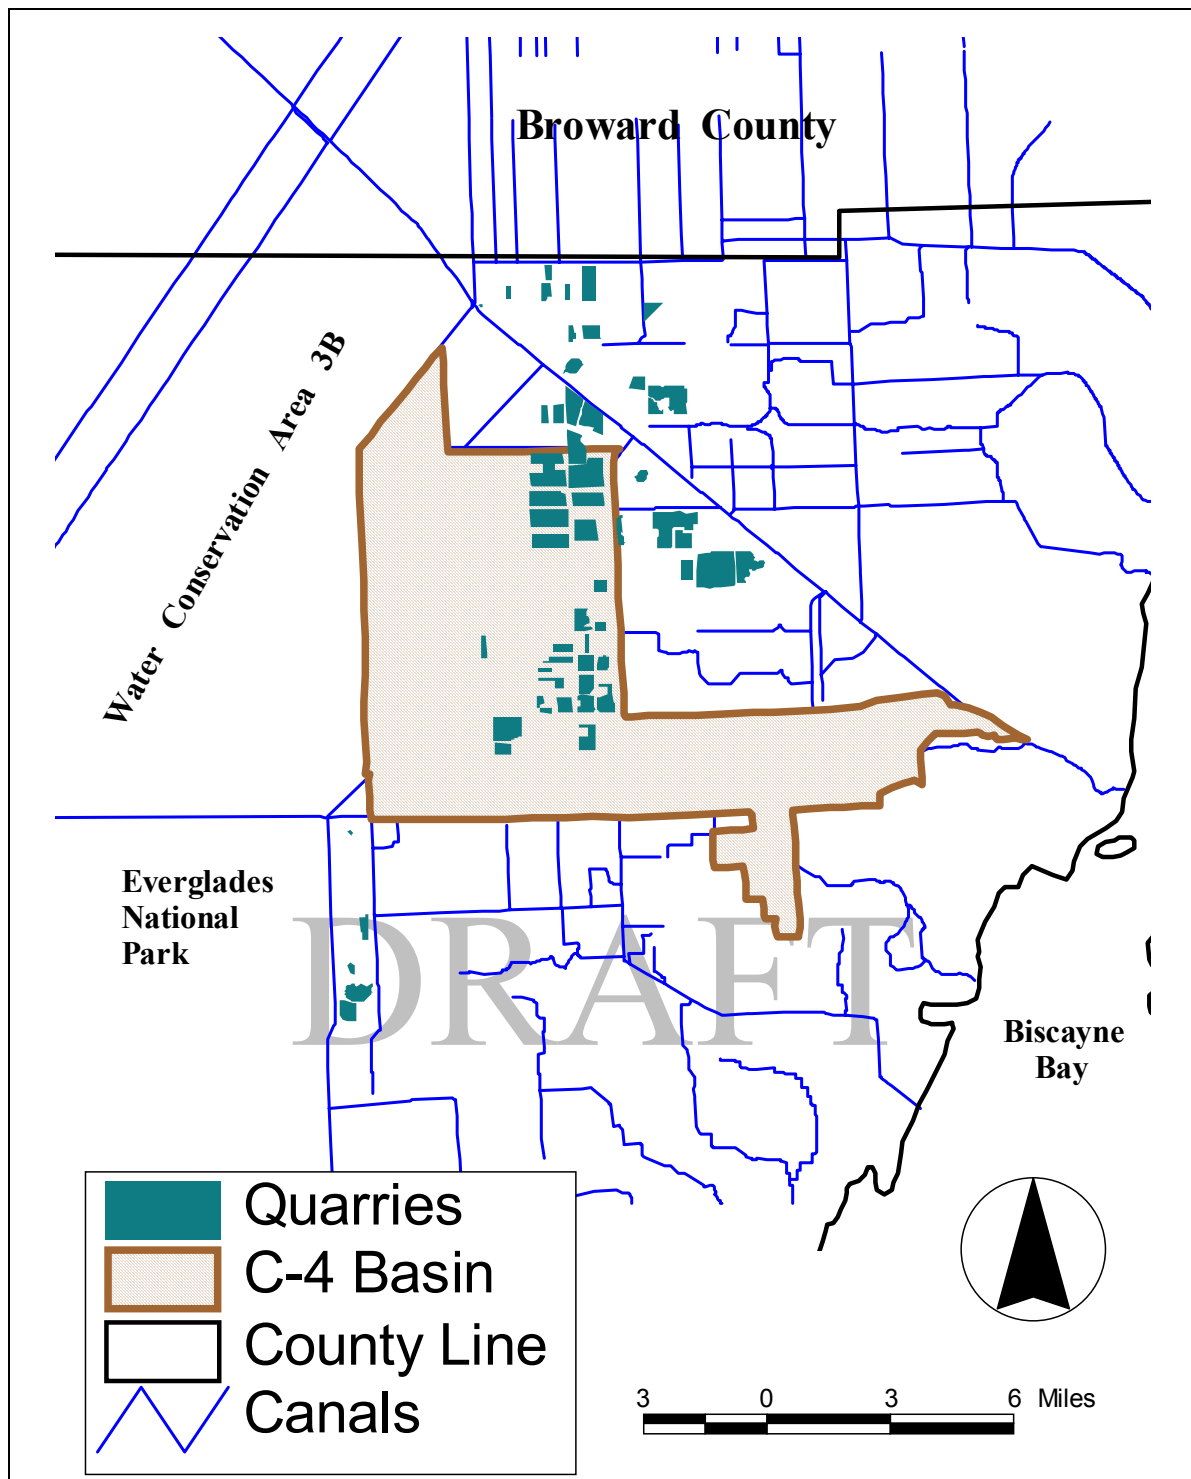 Broward County
Water Conservation Area 3B
Everglades
National
Park
DRAFT
Biscayne
Bay
Quarries
C-4 Basin
County Line
Canals
3 0 3 6 Miles